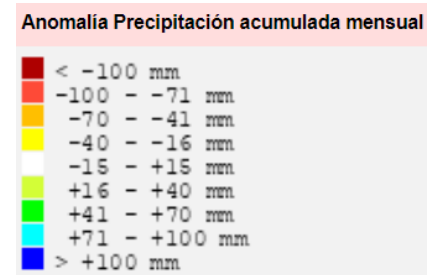 Anomalía Precipitación acumulada mensual
< -100 mm
-100 - -71 mm
-70 - -41 mm
-40 - -16 mm
-15 - +15 mm
+16 - +40 mm
+41 - +70 mm
+71 - +100 mm
> +100 mm